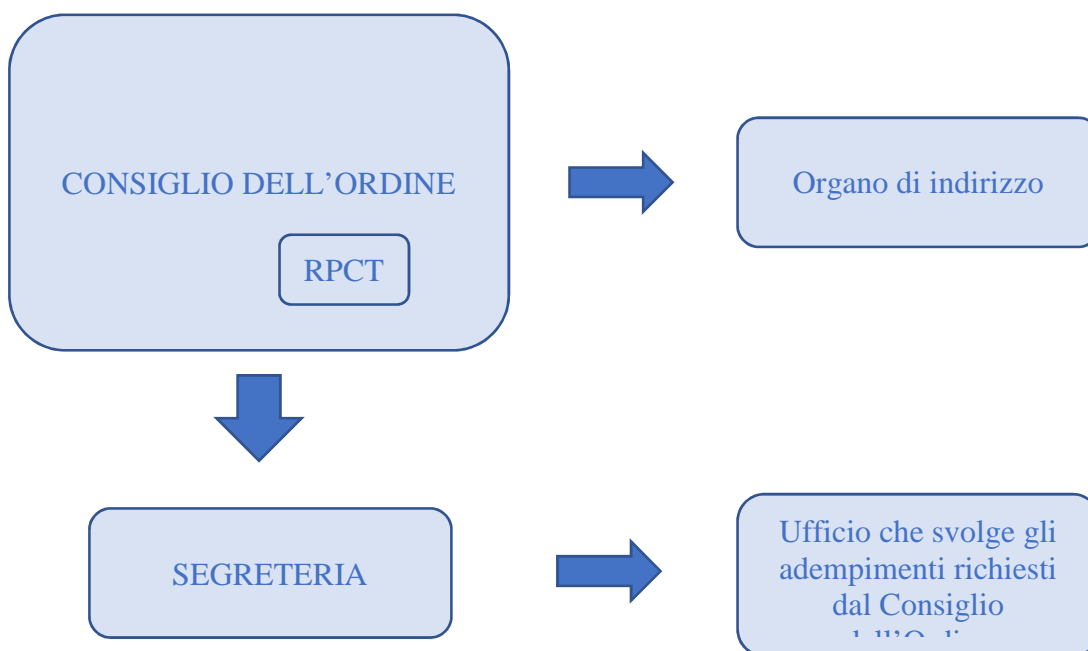 CONSIGLIO DELL’ORDINE
RPCT
Organo di indirizzo
SEGRETERIA
Ufficio che svolge gli
adempimenti richiesti
dal Consiglio